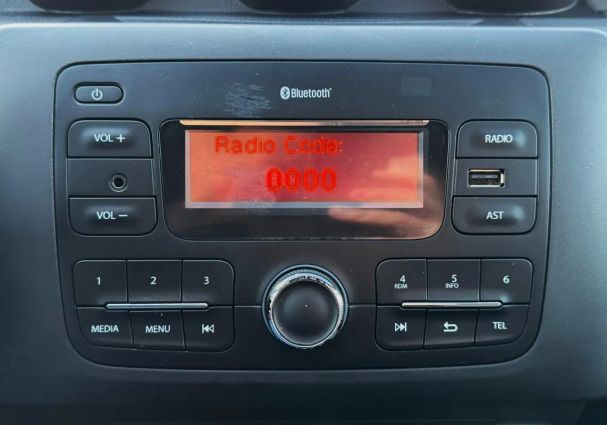 Bluetooth
Radio Code:
0000
VOL +
RADIO
VOL −
AST
1 2 3
4 5 6
RDM INFO
MEDIA MENU
TEL